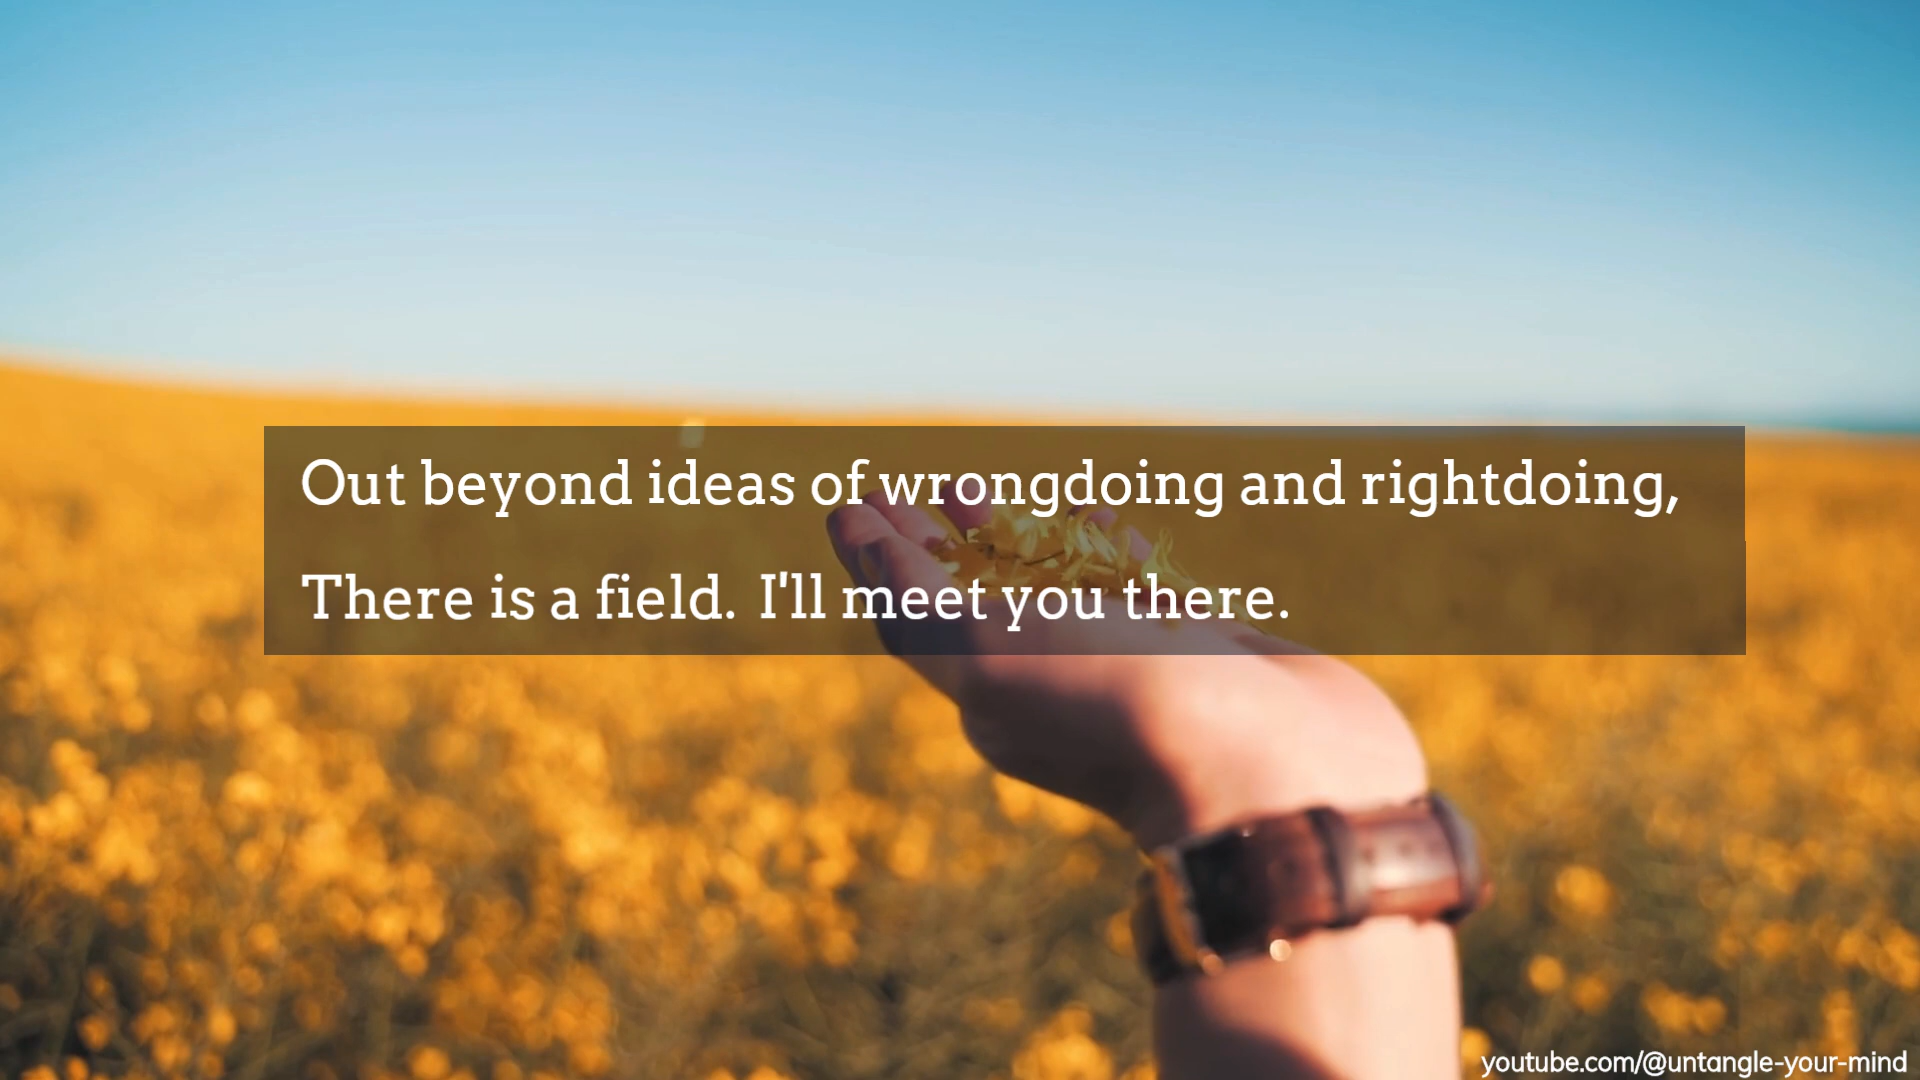 Out beyond ideas of wrongdoing and rightdoing,
There is a field. I'll meet you there.
youtube.com/@untangle-your-mind